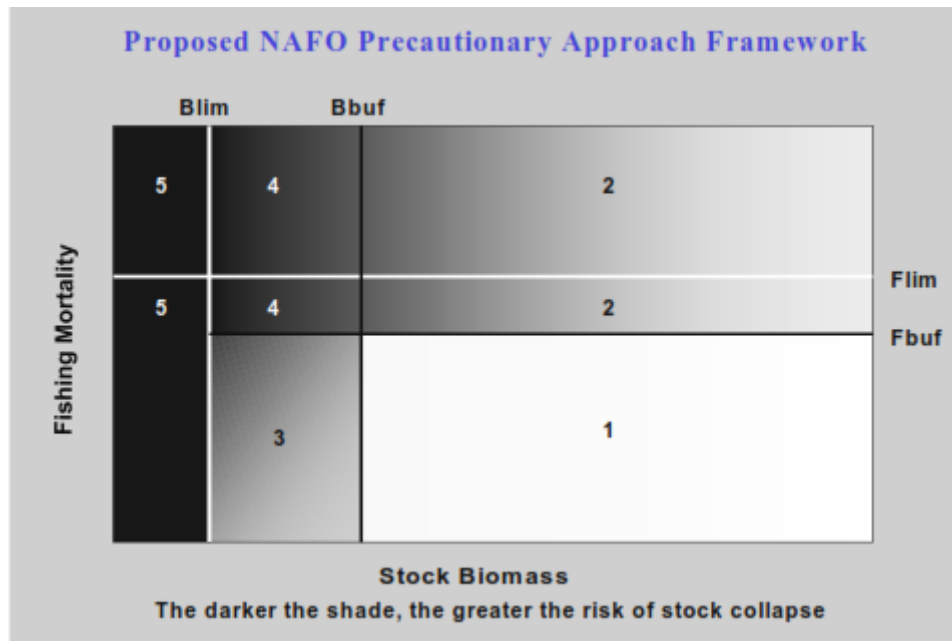 Proposed NAFO Precautionary Approach Framework
Blim Bbuf
5 4 2
Flim
5 4 2
Fbuf
Fishing Mortality
3 1
Stock Biomass
The darker the shade, the greater the risk of stock collapse